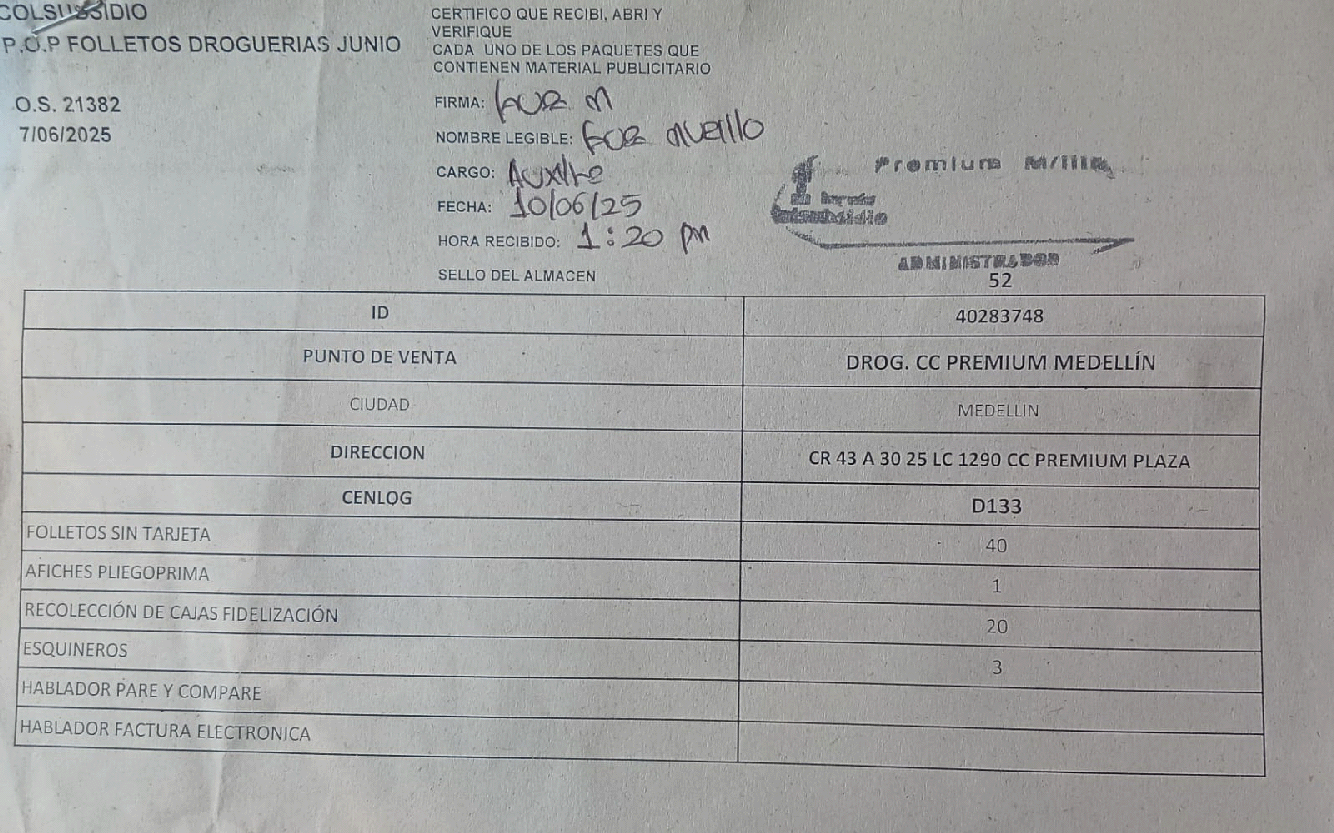 COLSUBSIDIO
P.O.P FOLLETOS DROGUERIAS JUNIO
O.S. 21382
7/06/2025
CERTIFICO QUE RECIBI, ABRI Y
VERIFIQUE
CADA UNO DE LOS PAQUETES QUE
CONTIENEN MATERIAL PUBLICITARIO
FIRMA: M
NOMBRE LEGIBLE:
CARGO:
FECHA: 10/06/25
HORA RECIBIDO: 1:20 pm
SELLO DEL ALMACEN
Premium
Colsubsidio
ADMINISTRADOR
52
ID 40283748
PUNTO DE VENTA DROG. CC PREMIUM MEDELLÍN
CIUDAD MEDELLIN
DIRECCION CR 43 A 30 25 LC 1290 CC PREMIUM PLAZA
CENLOG D133
FOLLETOS SIN TARJETA 40
AFICHES PLIEGOPRIMA 1
RECOLECCIÓN DE CAJAS FIDELIZACIÓN 20
ESQUINEROS 3
HABLADOR PARE Y COMPARE
HABLADOR FACTURA ELECTRONICA